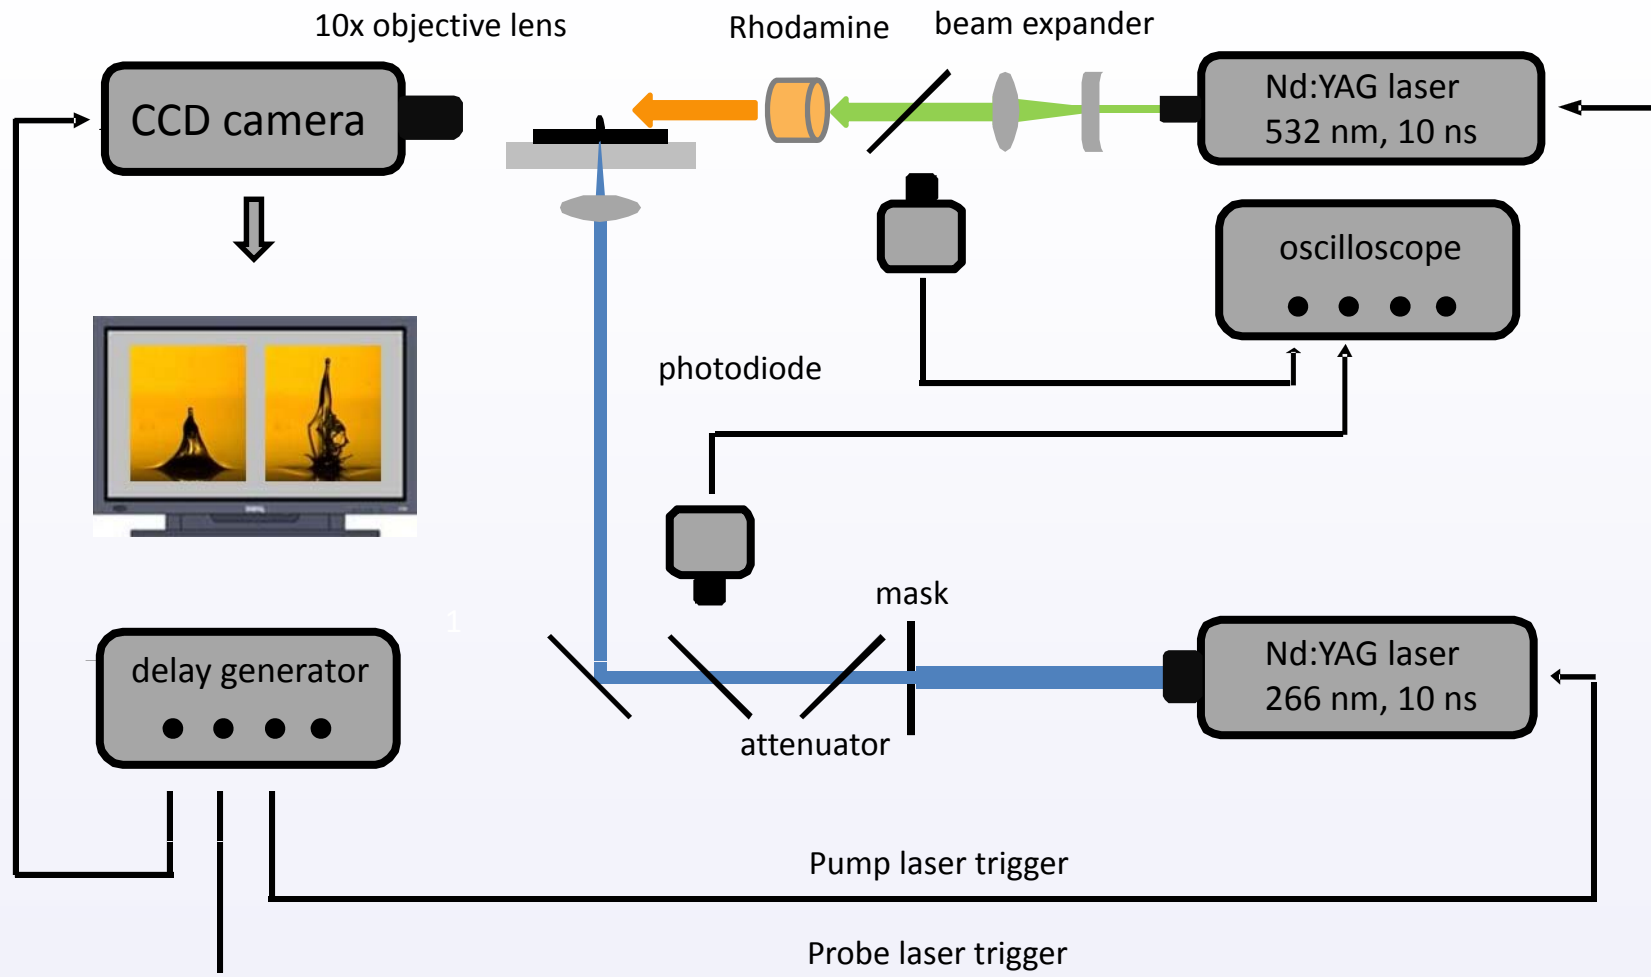 10x objective lens
Rhodamine
beam expander
CCD camera
Nd:YAG laser
532 nm, 10 ns
oscilloscope
photodiode
mask
1
delay generator
Nd:YAG laser
266 nm, 10 ns
attenuator
Pump laser trigger
Probe laser trigger